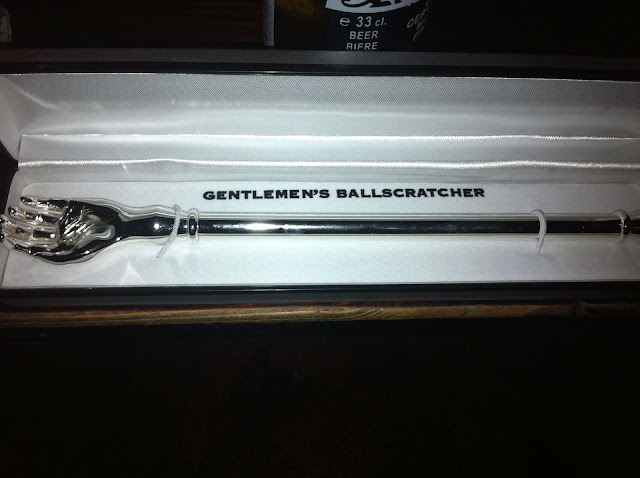 e 33 cl.
BEER
BIERE
GENTLEMEN'S BALLSCRATCHER